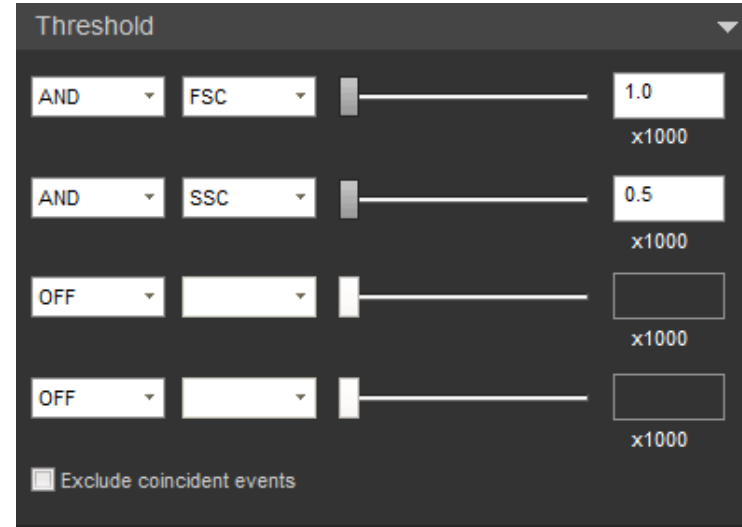 Threshold
AND FSC 1.0
x1000
AND SSC 0.5
x1000
OFF
x1000
OFF
x1000
Exclude coincident events